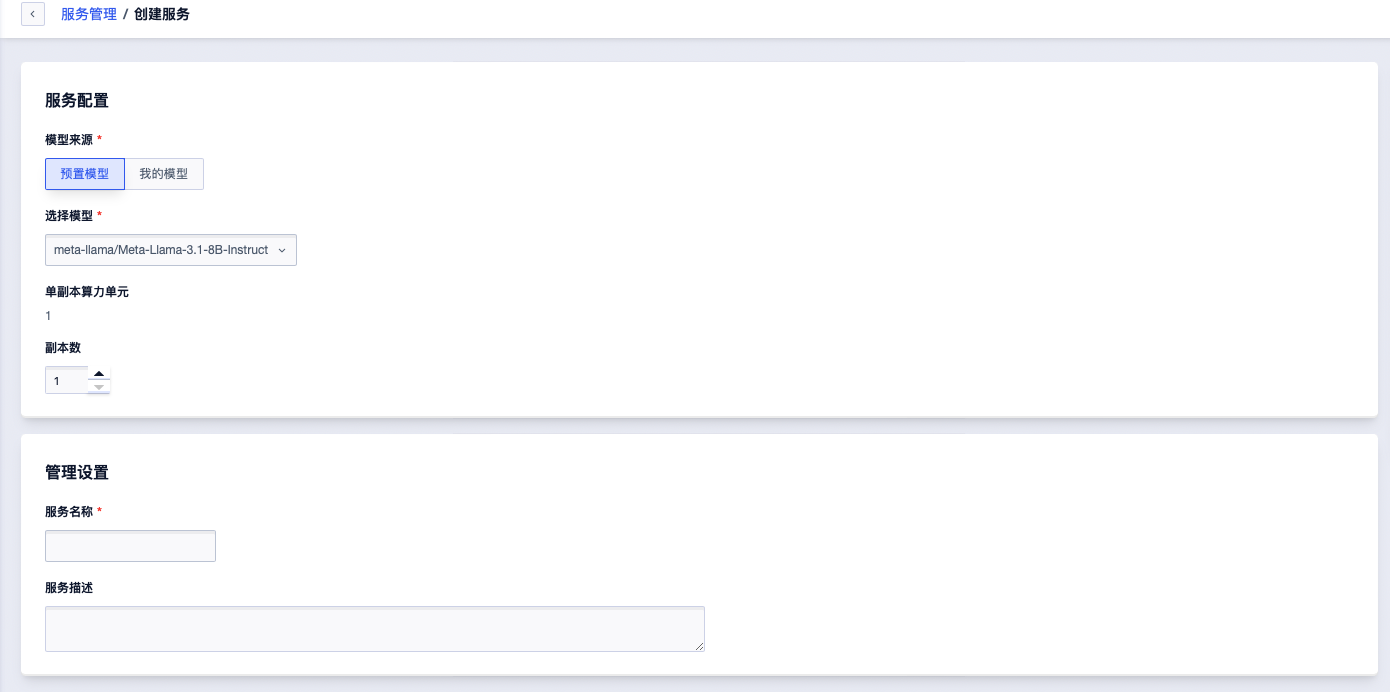 服务管理 / 创建服务
服务配置
模型来源 *
预置模型 我的模型
选择模型 *
meta-llama/Meta-Llama-3.1-8B-Instruct
单副本算力单元
1
副本数
1
管理设置
服务名称 *
服务描述